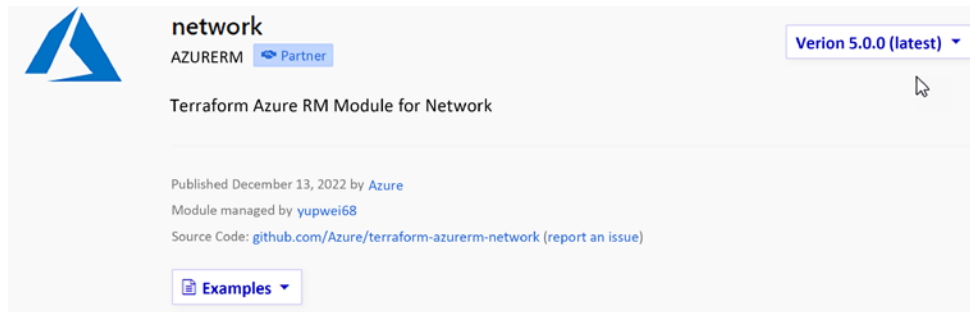 network
AZURERM Partner
Verion 5.0.0 (latest)
Terraform Azure RM Module for Network
Published December 13, 2022 by Azure
Module managed by yupwei68
Source Code: github.com/Azure/terraform-azurerm-network (report an issue)
Examples